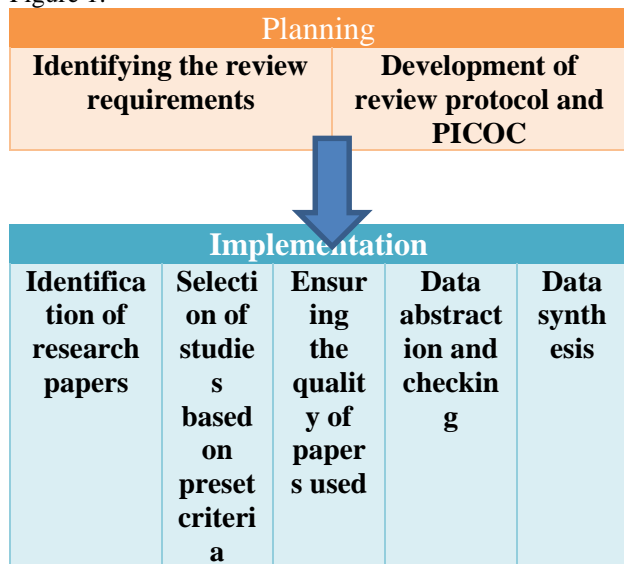 Figure 1.
Planning
Identifying the review
requirements
Development of
review protocol and
PICOC
Implementation
Identifica
tion of
research
papers
Selecti
on of
studie
s
based
on
preset
criteri
a
Ensur
ing
the
qualit
y of
paper
s used
Data
abstract
ion and
checkin
g
Data
synth
esis